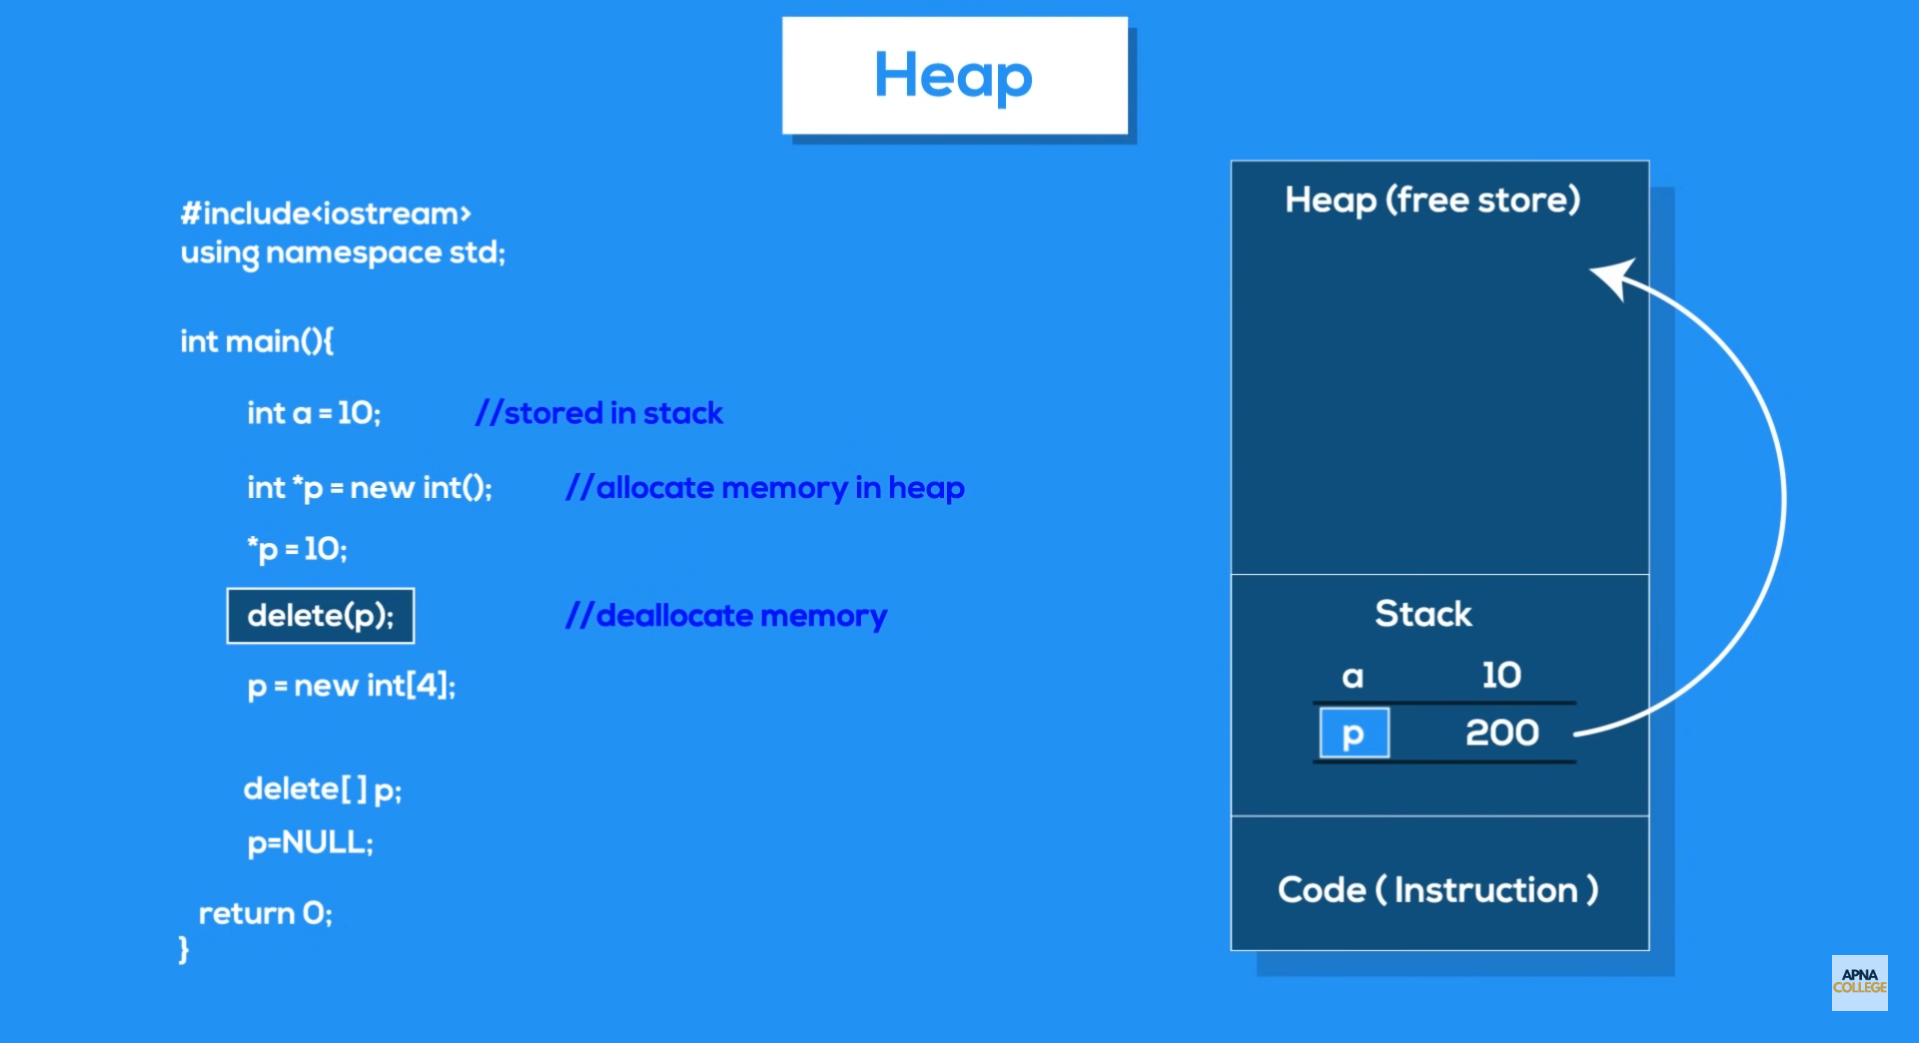 Heap
#include<iostream>
using namespace std;
int main(){
int a = 10; //stored in stack
int *p = new int(); //allocate memory in heap
*p = 10;
delete(p); //deallocate memory
p = new int[4];
delete[ ] p;
p=NULL;
return 0;
}
Heap (free store)
Stack
a 10
p 200
Code ( Instruction )
APNA
COLLEGE